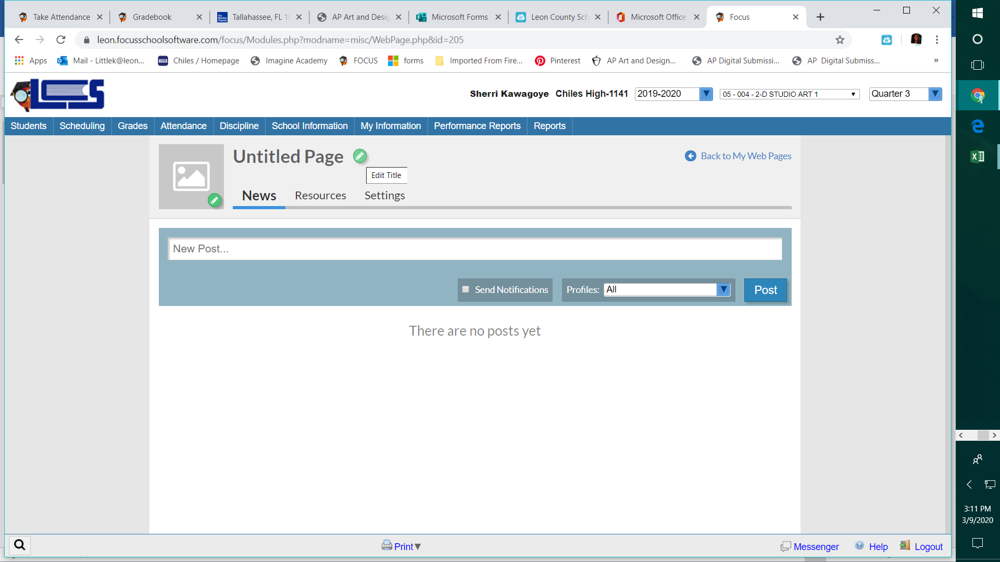 Take Attendance
Gradebook
Tallahassee, FL 1
AP Art and Desig
Microsoft Forms
Leon County Sch
Microsoft Office
Focus
leon.focusschoolsoftware.com/focus/Modules.php?modname=misc/WebPage.php&id=205
Apps
Mail - Littlek@leon...
Chiles / Homepage
Imagine Academy
FOCUS
forms
Imported From Fire...
Pinterest
AP Art and Design...
AP Digital Submissi...
AP Digital Submiss...
»
LCS
Sherri Kawagoye Chiles High-1141
2019-2020
05 - 004 - 2-D STUDIO ART 1
Quarter 3
Students
Scheduling
Grades
Attendance
Discipline
School Information
My Information
Performance Reports
Reports
Untitled Page
Back to My Web Pages
Edit Title
News
Resources
Settings
New Post...
Send Notifications
Profiles:
All
Post
There are no posts yet
Print
Messenger
Help
Logout
3:11 PM
3/9/2020